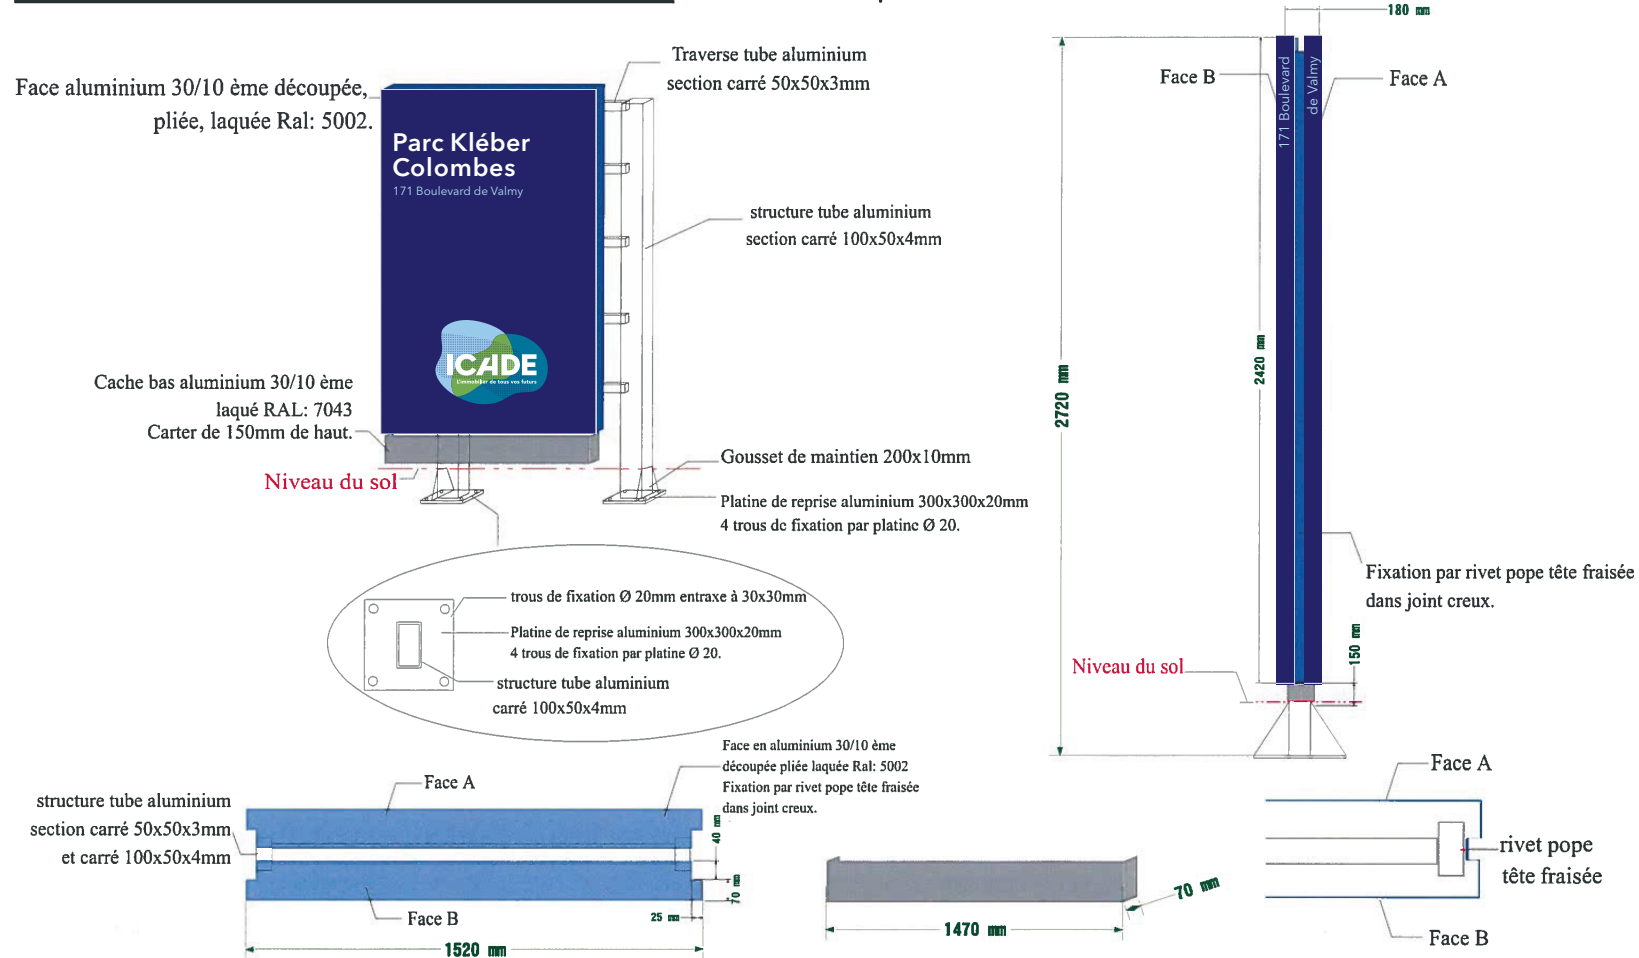 Traverse tube aluminium
section carré 50x50x3mm
Face aluminium 30/10 ème découpée,
pliée, laquée Ral: 5002.
Parc Kléber
Colombes
171 Boulevard de Valmy
structure tube aluminium
section carré 100x50x4mm
ICADE
L'immobilier de tous vos futurs
Cache bas aluminium 30/10 ème
laqué RAL: 7043
Carter de 150mm de haut.
Niveau du sol
Gousset de maintien 200x10mm
Platine de reprise aluminium 300x300x20mm
4 trous de fixation par platine Ø 20.
trous de fixation Ø 20mm entraxe à 30x30mm
Platine de reprise aluminium 300x300x20mm
4 trous de fixation par platine Ø 20.
structure tube aluminium
carré 100x50x4mm
180 mm
Face B
Face A
171 Boulevard
de Valmy
2720 mm
2420 mm
Fixation par rivet pope tête fraisée
dans joint creux.
150 mm
Niveau du sol
Face en aluminium 30/10 ème
découpée pliée laquée Ral: 5002
Fixation par rivet pope tête fraisée
dans joint creux.
Face A
structure tube aluminium
section carré 50x50x3mm
et carré 100x50x4mm
40 mm
70 mm
25 mm
Face B
1520 mm
70 mm
1470 mm
Face A
rivet pope
tête fraisée
Face B